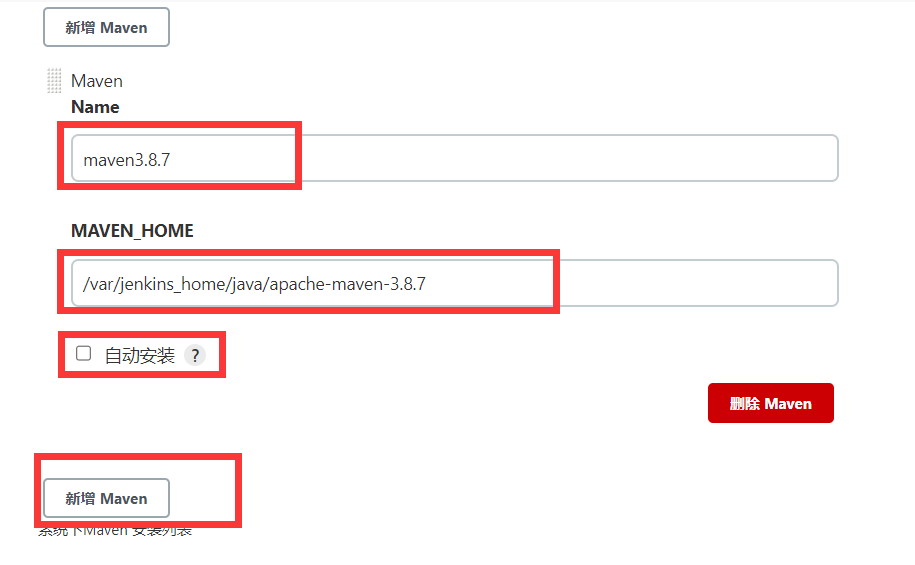 新增 Maven
Maven
Name
maven3.8.7
MAVEN_HOME
/var/jenkins_home/java/apache-maven-3.8.7
自动安装 ?
删除 Maven
新增 Maven
系统下Maven 安装列表